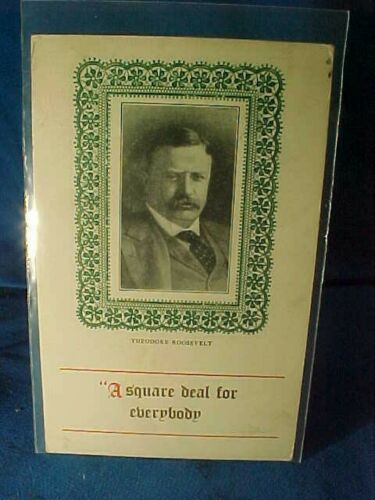 THEODORE ROOSEVELT
"A square deal for
everybody